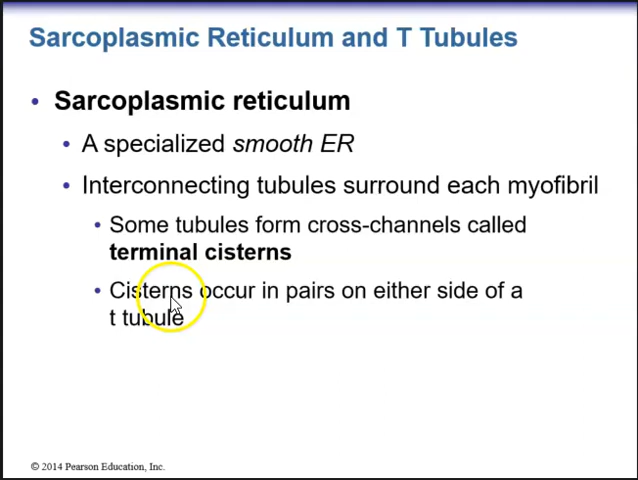 Sarcoplasmic Reticulum and T Tubules
• Sarcoplasmic reticulum
• A specialized smooth ER
• Interconnecting tubules surround each myofibril
• Some tubules form cross-channels called
terminal cisterns
• Cisterns occur in pairs on either side of a
t tubule
© 2014 Pearson Education, Inc.